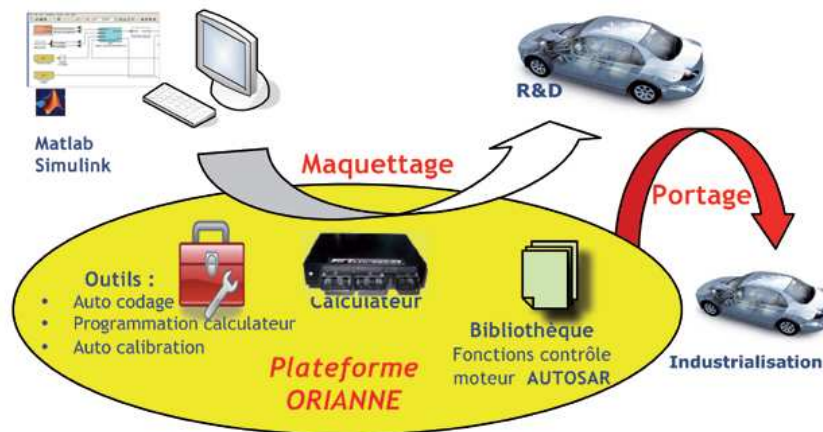 Matlab
Simulink
R&D
Maquettage
Portage
Outils :
• Auto codage
• Programmation calculateur
• Auto calibration
Calculateur
Bibliothèque
Fonctions contrôle
moteur AUTOSAR
Plateforme
ORIANNE
Industrialisation